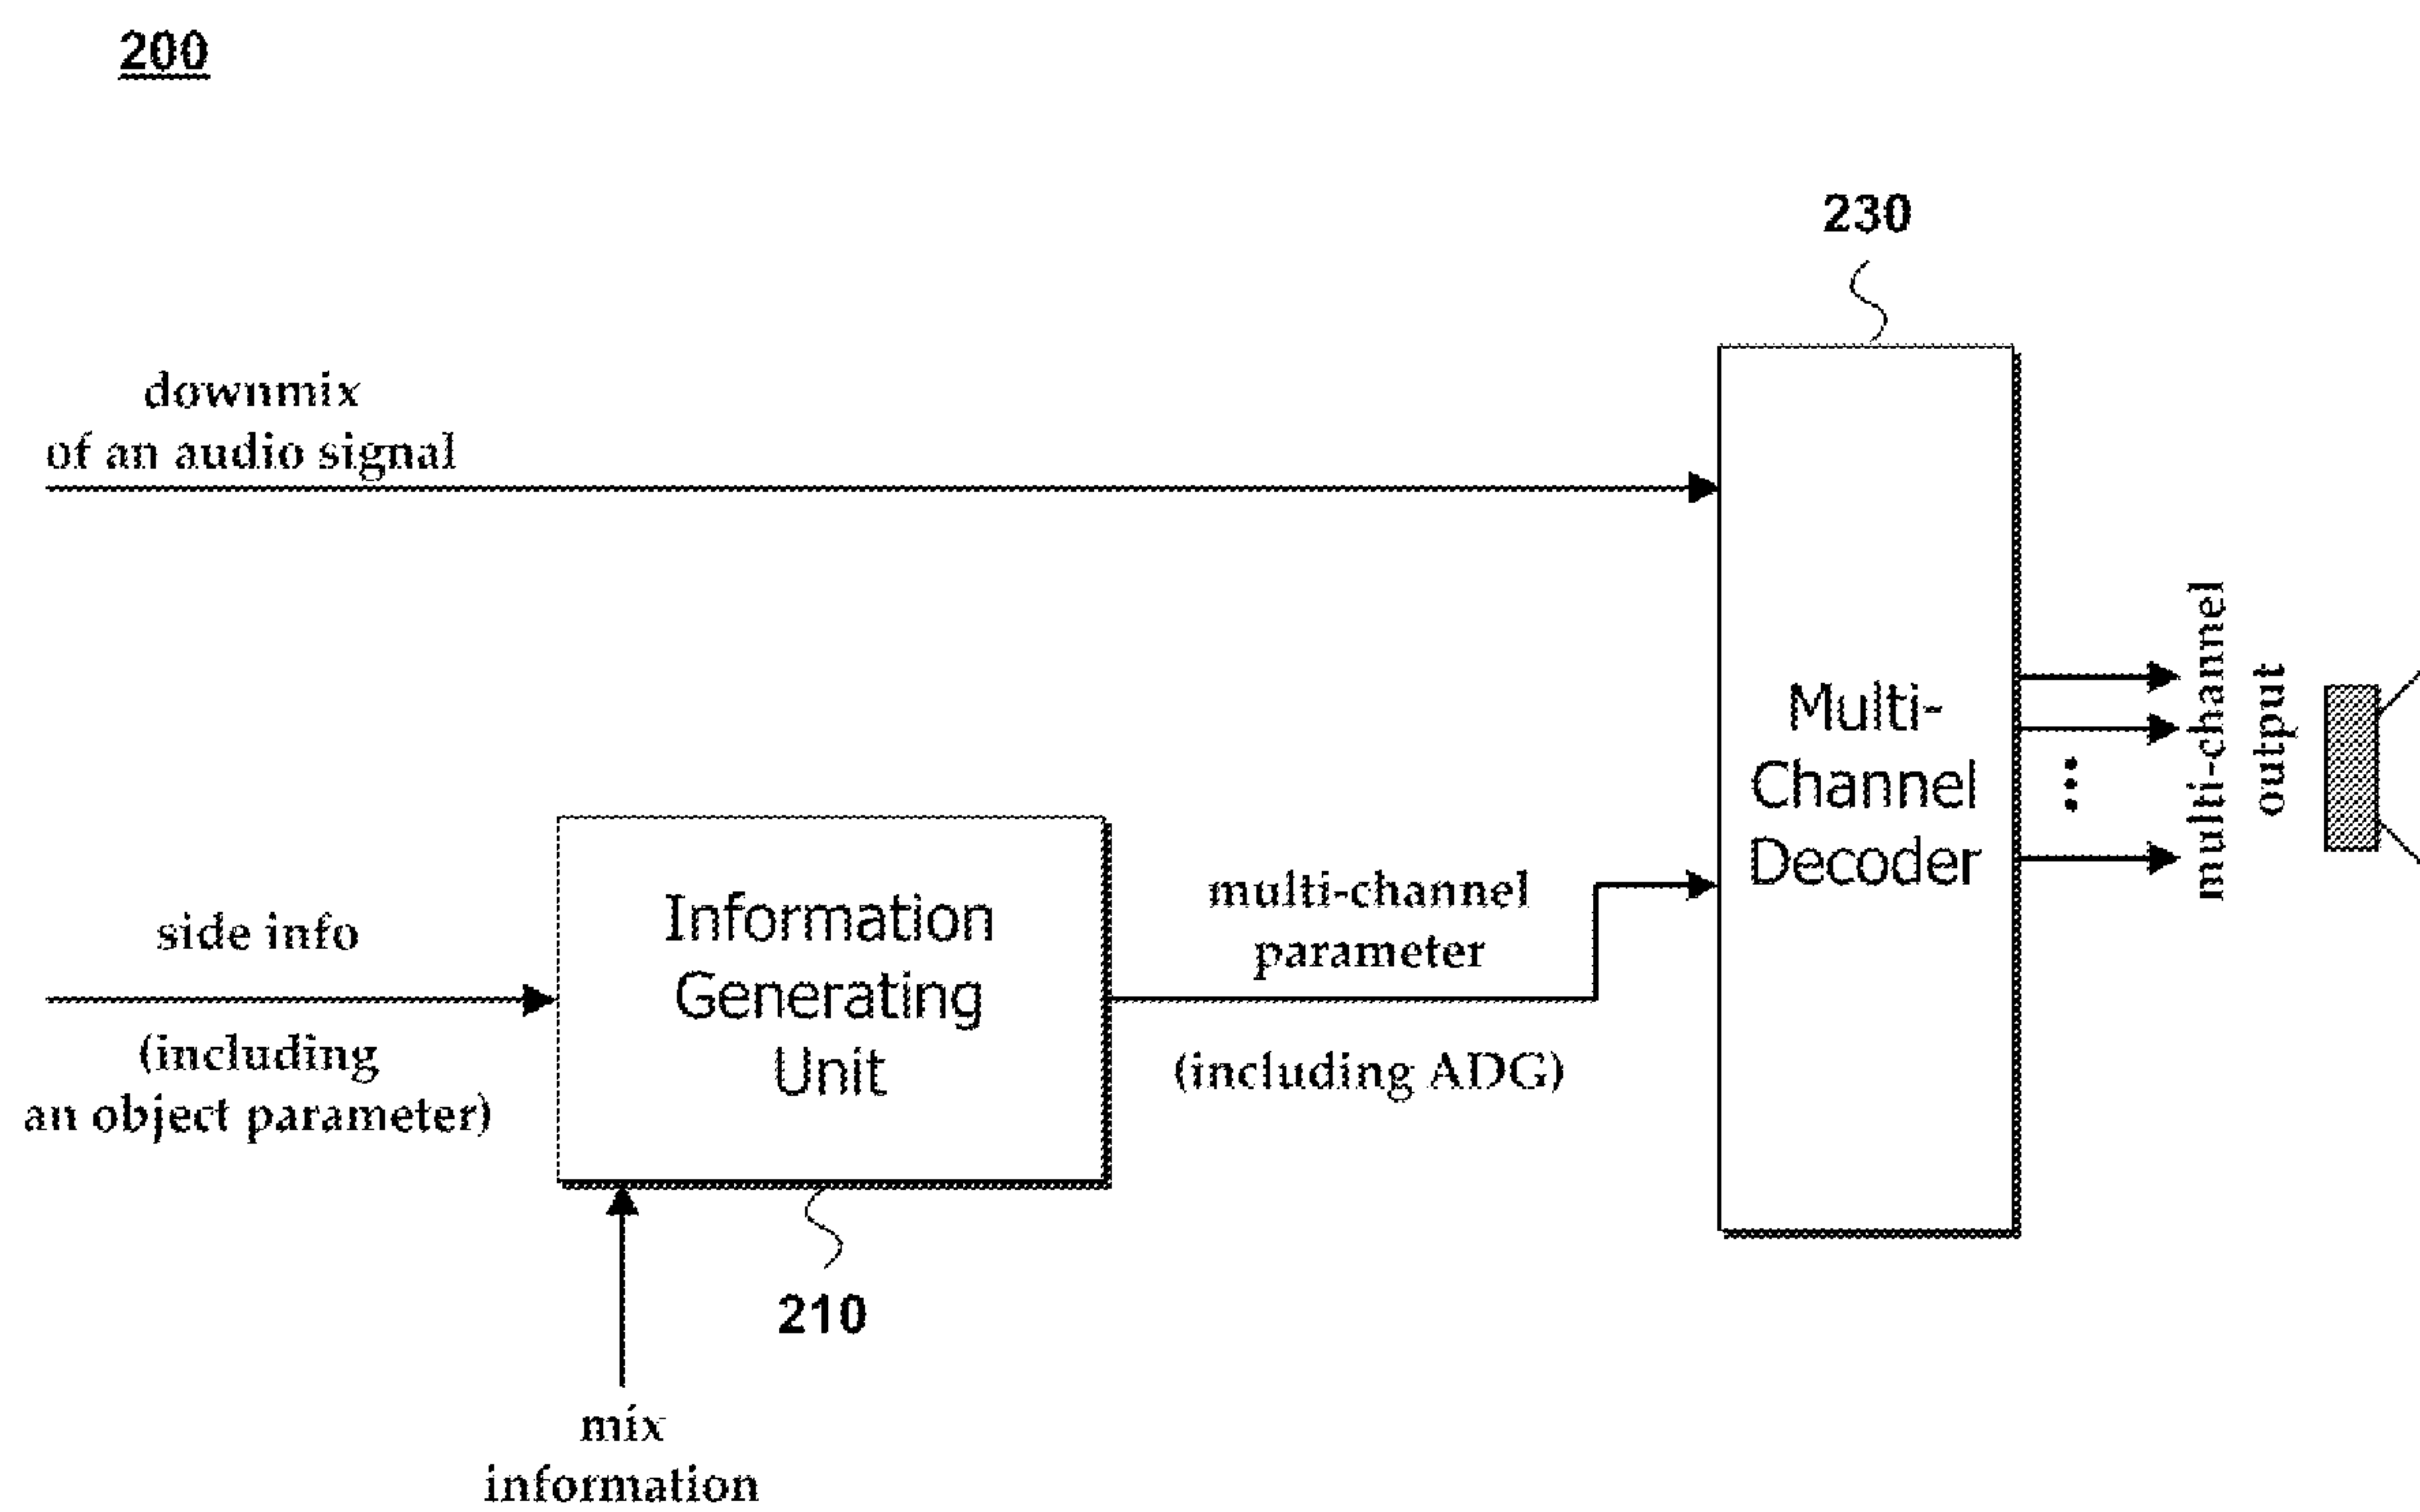 200
230
downmix
of an audio signal
multi-channel
output
Multi-
Channel
Decoder
Information
Generating
Unit
multi-channel
parameter
(including ADG)
side info
(including
an object parameter)
210
mix
information